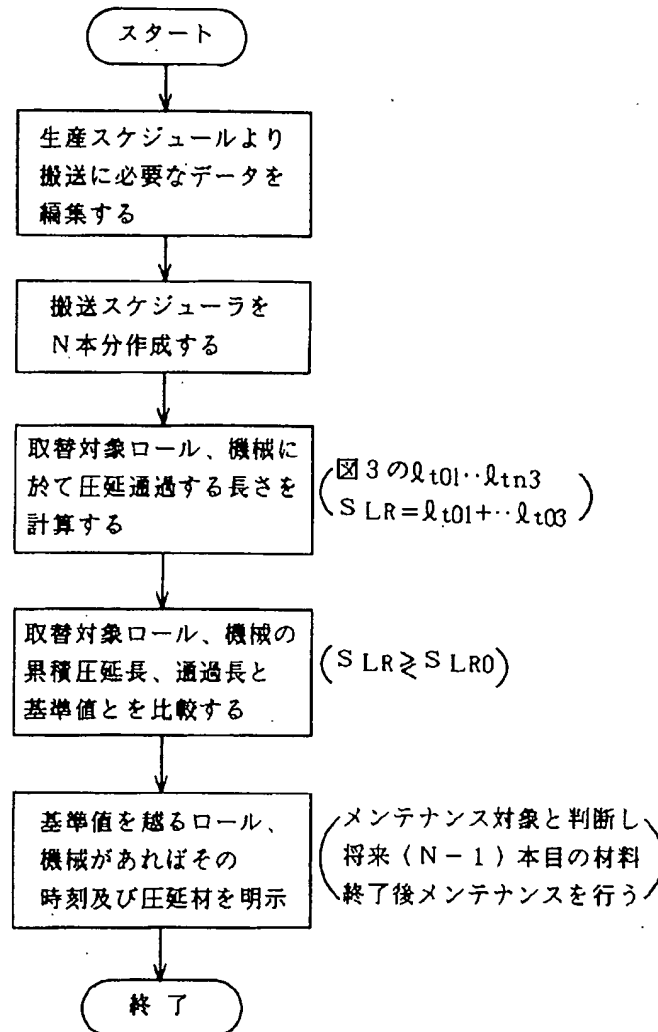 スタート
生産スケジュールより
搬送に必要なデータを
編集する
搬送スケジューラを
N本分作成する
取替対象ロール、機械に
於て圧延通過する長さを
計算する
(図3のℓt01‥ℓtn3
SLR=ℓt01+‥ℓt03)
取替対象ロール、機械の
累積圧延長、通過長と
基準値とを比較する
(SLR≷SLR0)
基準値を越るロール、
機械があればその
時刻及び圧延材を明示
(メンテナンス対象と判断し
将来(N-1)本目の材料
終了後メンテナンスを行う)
終了